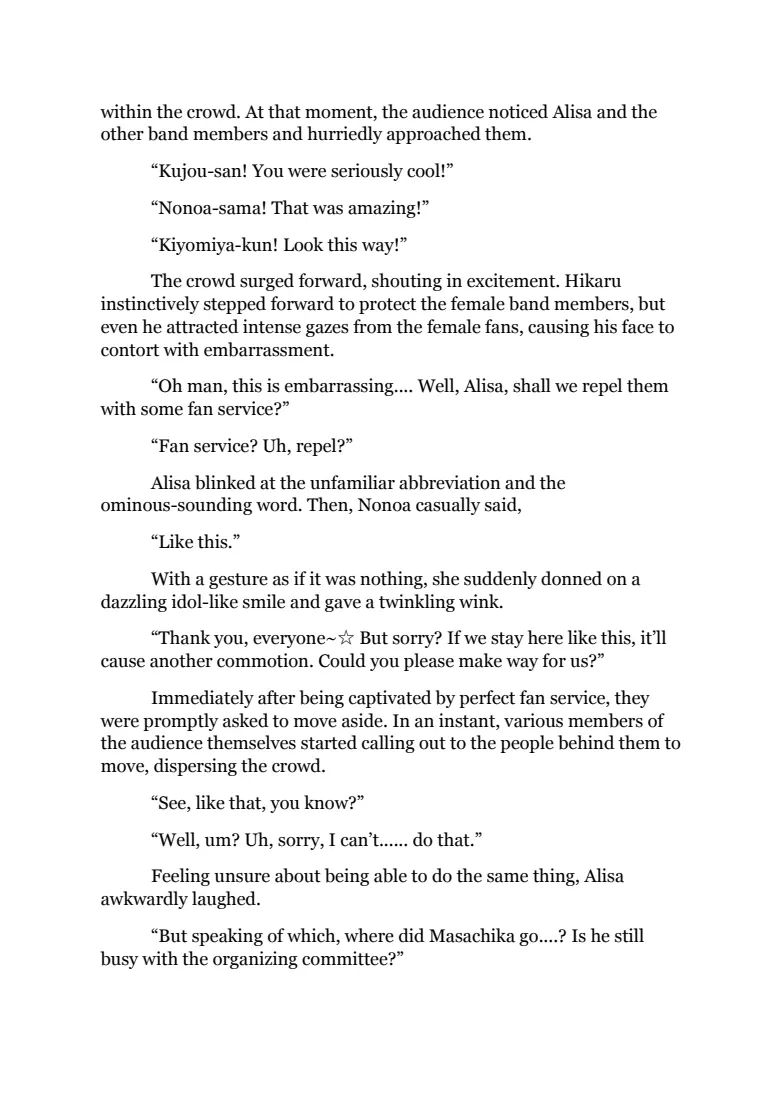 within the crowd. At that moment, the audience noticed Alisa and the
other band members and hurriedly approached them.
“Kujou-san! You were seriously cool!”
“Nonoa-sama! That was amazing!”
“Kiyomiya-kun! Look this way!”
The crowd surged forward, shouting in excitement. Hikaru
instinctively stepped forward to protect the female band members, but
even he attracted intense gazes from the female fans, causing his face to
contort with embarrassment.
“Oh man, this is embarrassing.... Well, Alisa, shall we repel them
with some fan service?”
“Fan service? Uh, repel?”
Alisa blinked at the unfamiliar abbreviation and the
ominous-sounding word. Then, Nonoa casually said,
“Like this.”
With a gesture as if it was nothing, she suddenly donned on a
dazzling idol-like smile and gave a twinkling wink.
“Thank you, everyone~☆ But sorry? If we stay here like this, it’ll
cause another commotion. Could you please make way for us?”
Immediately after being captivated by perfect fan service, they
were promptly asked to move aside. In an instant, various members of
the audience themselves started calling out to the people behind them to
move, dispersing the crowd.
“See, like that, you know?”
“Well, um? Uh, sorry, I can’t...... do that.”
Feeling unsure about being able to do the same thing, Alisa
awkwardly laughed.
“But speaking of which, where did Masachika go....? Is he still
busy with the organizing committee?”